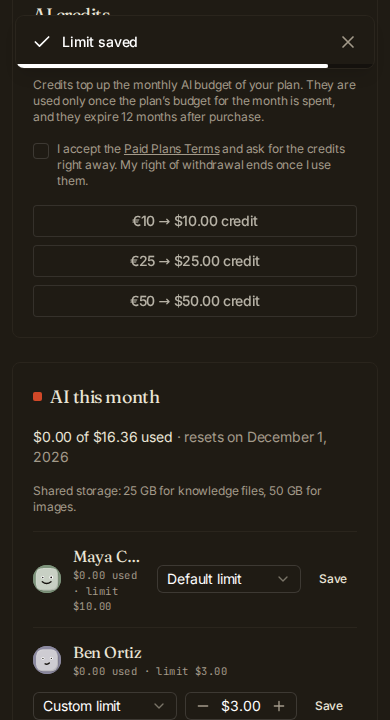 AI credits
Limit saved
Credits top up the monthly AI budget of your plan. They are
used only once the plan's budget for the month is spent,
and they expire 12 months after purchase.
I accept the Paid Plans Terms and ask for the credits
right away. My right of withdrawal ends once I use
them.
€10 → $10.00 credit
€25 → $25.00 credit
€50 → $50.00 credit
AI this month
$0.00 of $16.36 used · resets on December 1,
2026
Shared storage: 25 GB for knowledge files, 50 GB for
images.
Maya C...
$0.00 used
· limit
$10.00
Default limit
Save
Ben Ortiz
$0.00 used · limit $3.00
Custom limit
− $3.00 +
Save